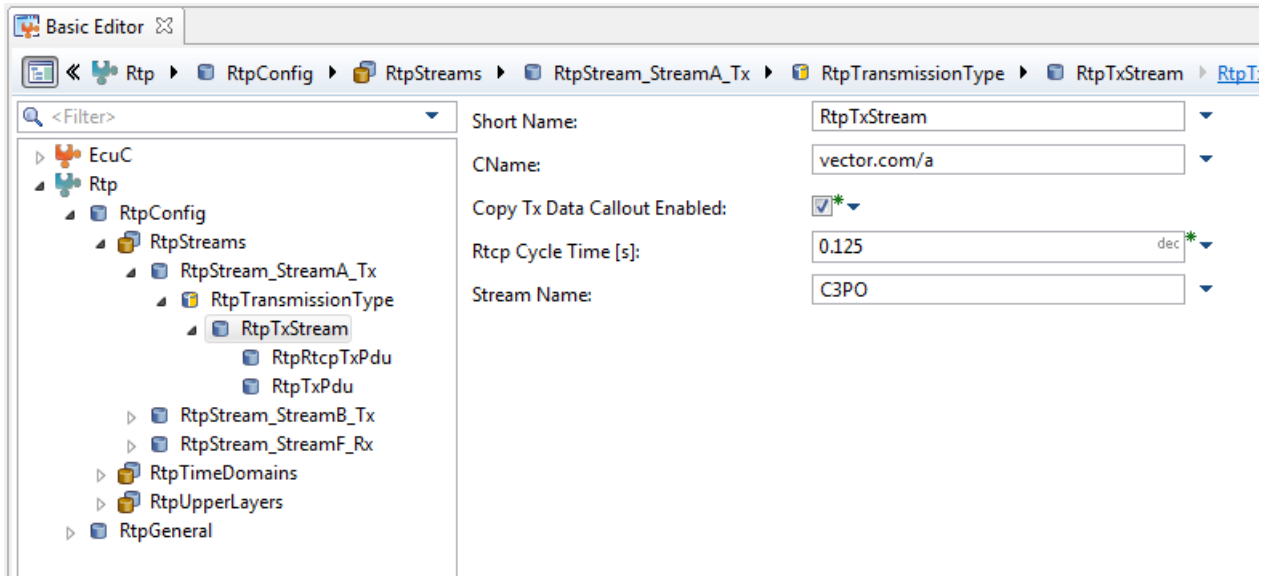 Basic Editor
Rtp RtpConfig RtpStreams RtpStream_StreamA_Tx RtpTransmissionType RtpTxStream RtpT
<Filter>
EcuC
Rtp
RtpConfig
RtpStreams
RtpStream_StreamA_Tx
RtpTransmissionType
RtpTxStream
RtpRtcpTxPdu
RtpTxPdu
RtpStream_StreamB_Tx
RtpStream_StreamF_Rx
RtpTimeDomains
RtpUpperLayers
RtpGeneral
Short Name: RtpTxStream
CName: vector.com/a
Copy Tx Data Callout Enabled: *
Rtcp Cycle Time [s]: 0.125 dec *
Stream Name: C3PO